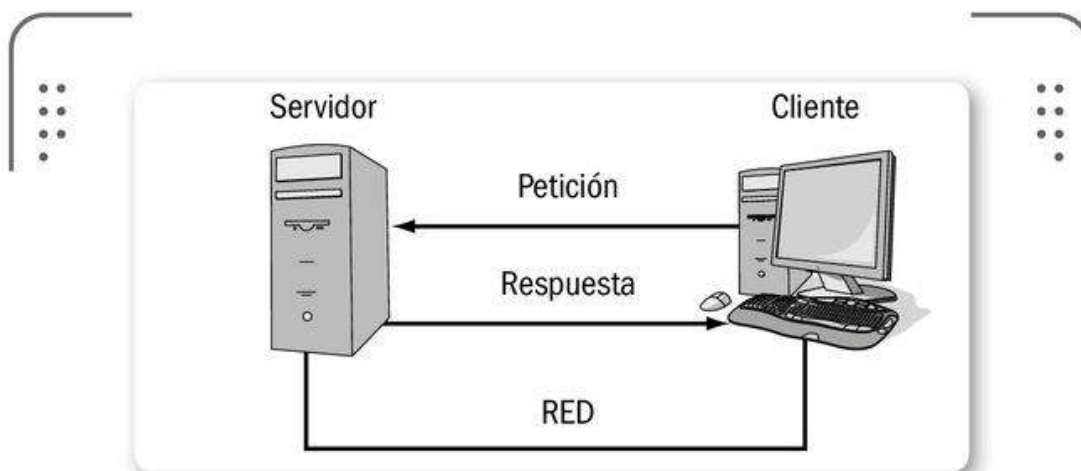 Servidor
Cliente
Petición
Respuesta
RED